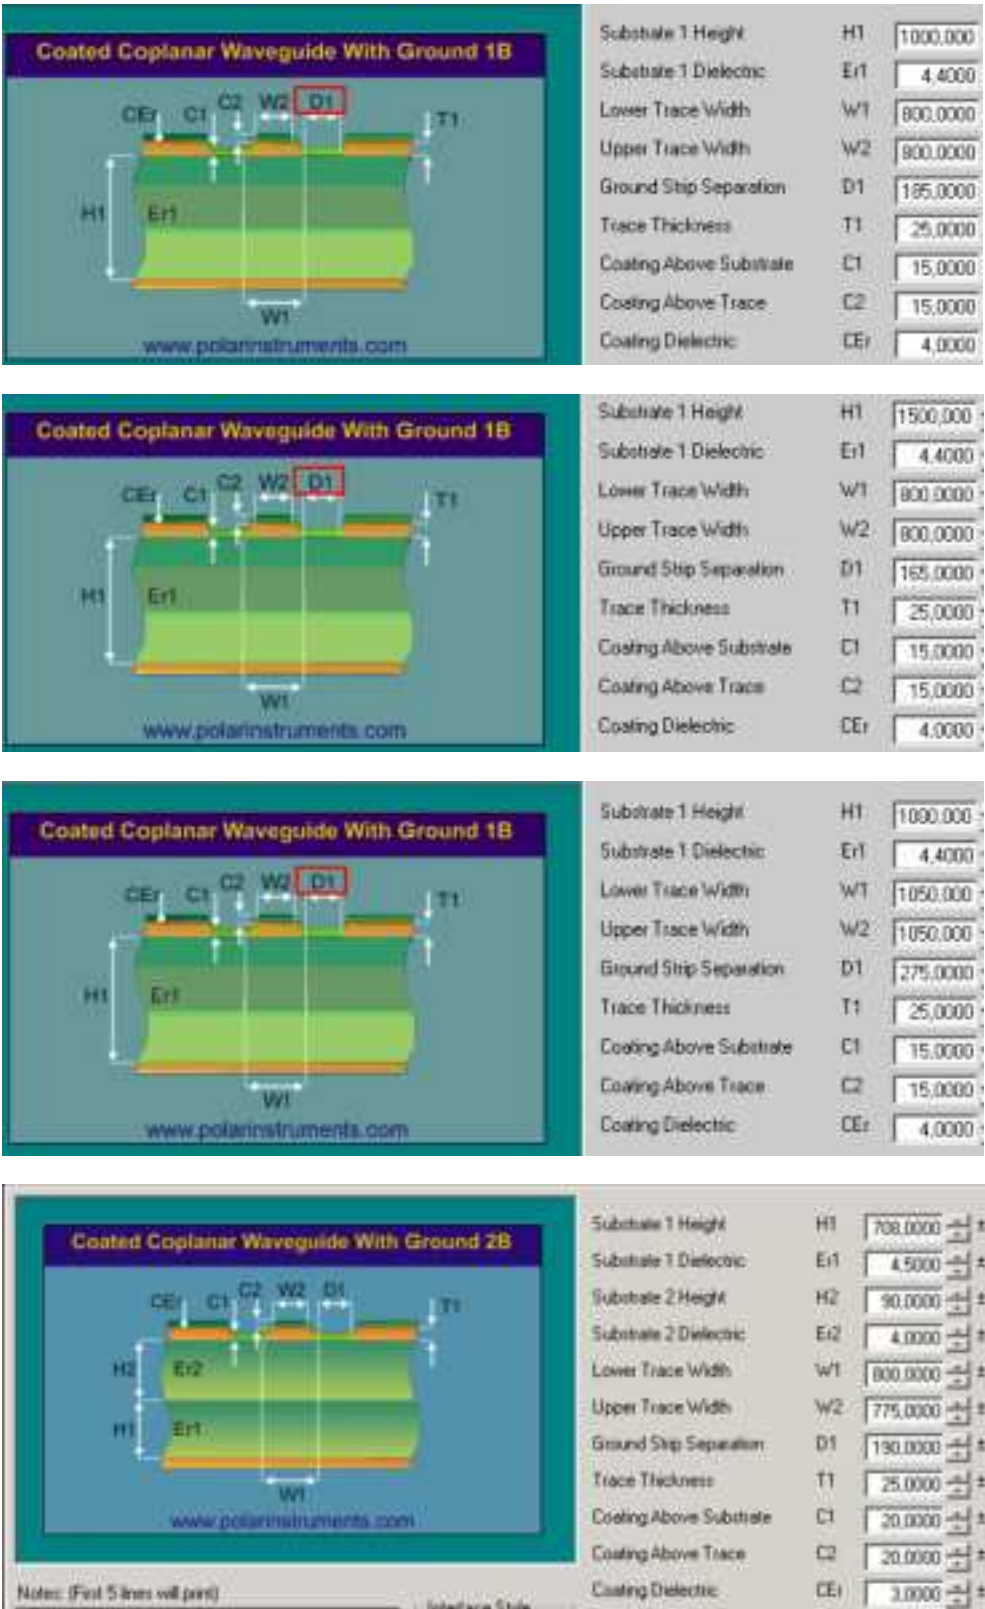 Coated Coplanar Waveguide With Ground 1B
CEr C1 C2 W2 D1 T1
H1 Er1
W1
www.polarinstruments.com
Substrate 1 Height H1 1000,000
Substrate 1 Dielectric Er1 4,4000
Lower Trace Width W1 800,0000
Upper Trace Width W2 800,0000
Ground Strip Separation D1 185,0000
Trace Thickness T1 25,0000
Coating Above Substrate C1 15,0000
Coating Above Trace C2 15,0000
Coating Dielectric CEr 4,0000
Coated Coplanar Waveguide With Ground 1B
CEr C1 C2 W2 D1 T1
H1 Er1
W1
www.polarinstruments.com
Substrate 1 Height H1 1500,000
Substrate 1 Dielectric Er1 4,4000
Lower Trace Width W1 800,0000
Upper Trace Width W2 800,0000
Ground Strip Separation D1 165,0000
Trace Thickness T1 25,0000
Coating Above Substrate C1 15,0000
Coating Above Trace C2 15,0000
Coating Dielectric CEr 4,0000
Coated Coplanar Waveguide With Ground 1B
CEr C1 C2 W2 D1 T1
H1 Er1
W1
www.polarinstruments.com
Substrate 1 Height H1
Substrate 1 Dielectric Er1 4,4000
Lower Trace Width W1 1050,000
Upper Trace Width W2 1050,000
Ground Strip Separation D1 275,0000
Trace Thickness T1 25,0000
Coating Above Substrate C1 15,0000
Coating Above Trace C2 15,0000
Coating Dielectric CEr 4,0000
Coated Coplanar Waveguide With Ground 2B
CEr C1 C2 W2 D1 T1
H2 Er2
H1 Er1
W1
www.polarinstruments.com
Substrate 1 Height H1 708,0000
Substrate 1 Dielectric Er1 4,5000
Substrate 2 Height H2 90,0000
Substrate 2 Dielectric Er2 4,0000
Lower Trace Width W1 800,0000
Upper Trace Width W2 775,0000
Ground Strip Separation D1 190,0000
Trace Thickness T1 25,0000
Coating Above Substrate C1 20,0000
Coating Above Trace C2 20,0000
Coating Dielectric CEr 3,0000
Notes: (First 5 lines will print)
Interface Style